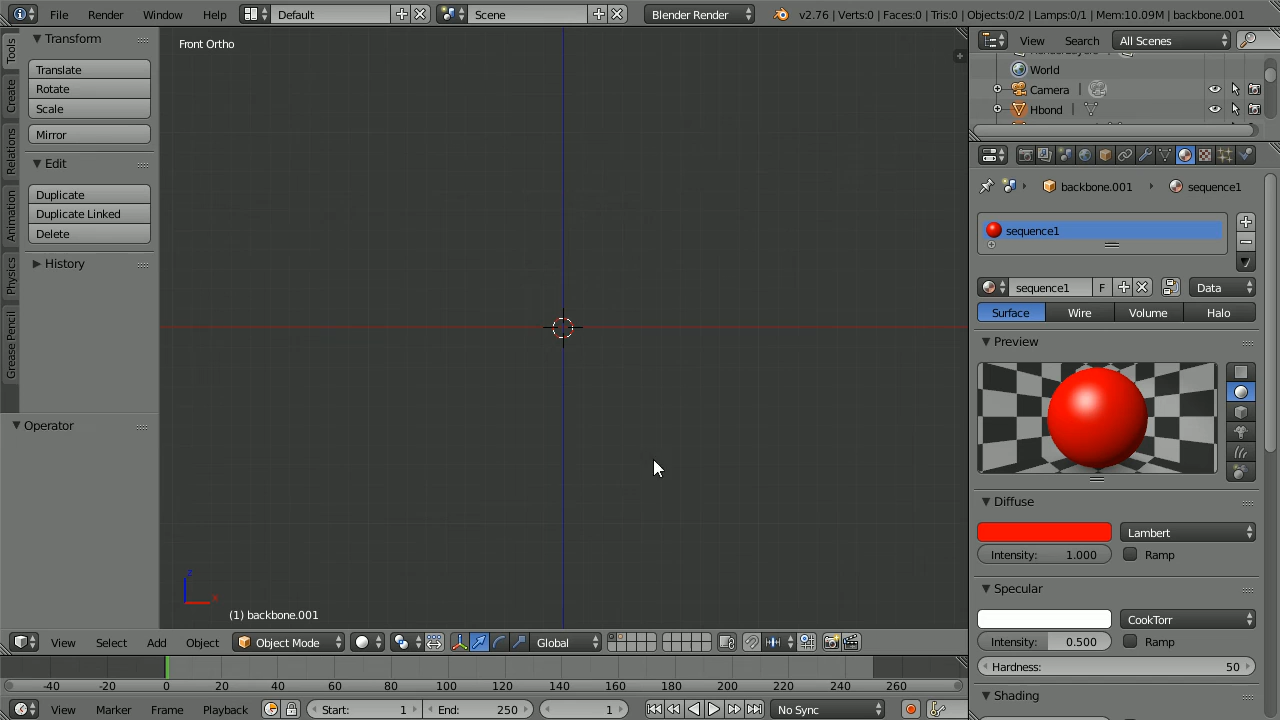 File Render Window Help Default Scene Blender Render v2.76 | Verts:0 | Faces:0 | Tris:0 | Objects:0/2 | Lamps:0/1 | Mem:10.09M | backbone.001
Tools
Create
Relations
Animation
Physics
Grease Pencil
Transform
Translate
Rotate
Scale
Mirror
Edit
Duplicate
Duplicate Linked
Delete
History
Operator
Front Ortho
z
x
(1) backbone.001
View Select Add Object Object Mode Global
-40 -20 0 20 40 60 80 100 120 140 160 180 200 220 240 260
View Marker Frame Playback Start: 1 End: 250 1 No Sync
View Search All Scenes
World
Camera
Hbond
backbone.001 sequence1
sequence1
sequence1 F Data
Surface Wire Volume Halo
Preview
Diffuse
Lambert
Intensity: 1.000 Ramp
Specular
CookTorr
Intensity: 0.500 Ramp
Hardness: 50
Shading